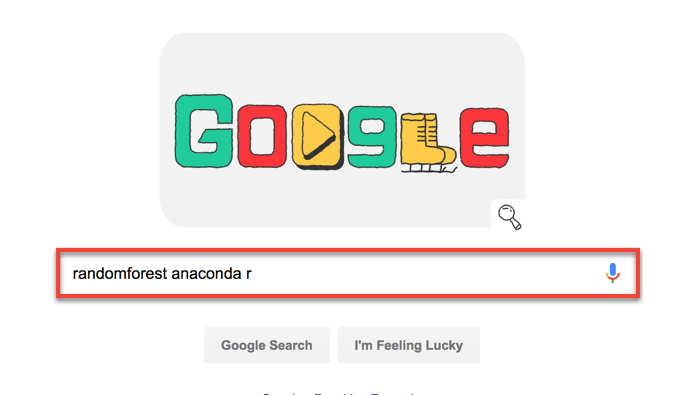 Google
randomforest anaconda r
Google Search
I'm Feeling Lucky